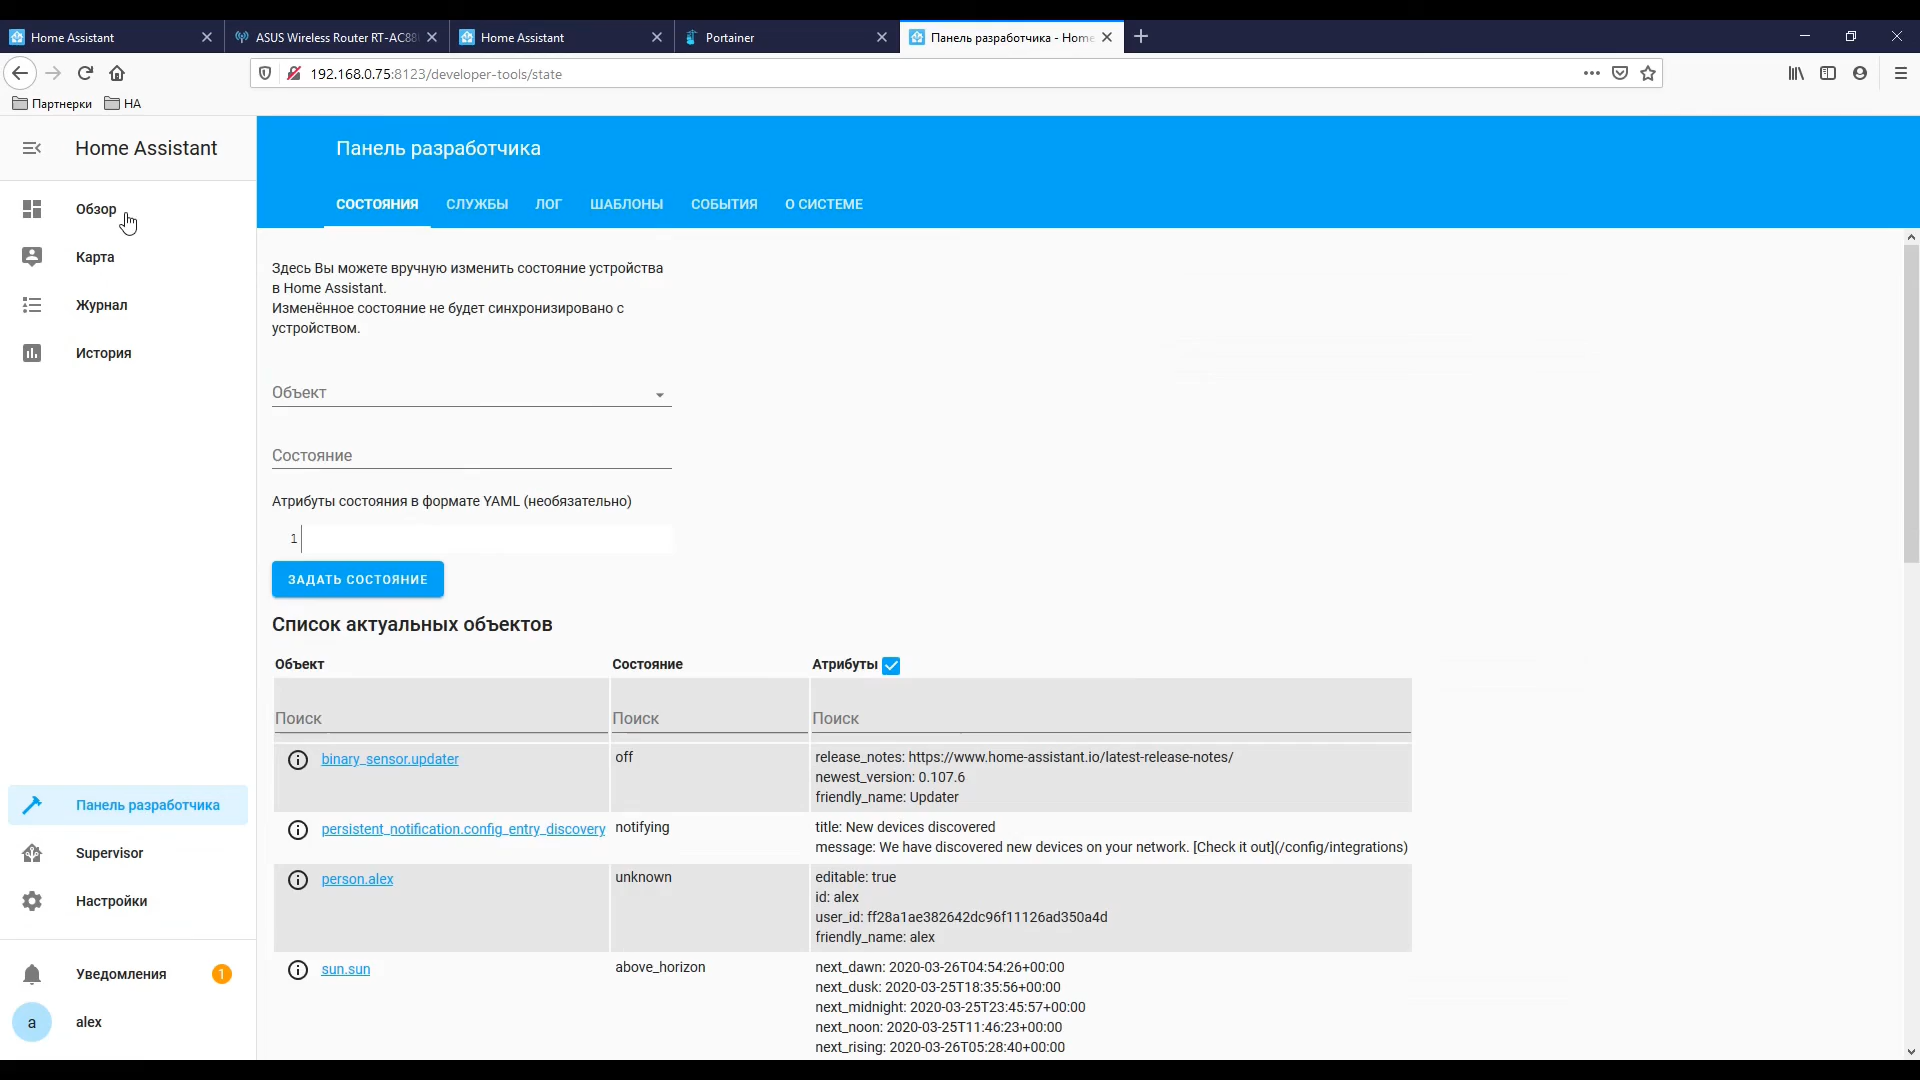 Home Assistant
ASUS Wireless Router RT-AC88
Home Assistant
Portainer
Панель разработчика - Home
192.168.0.75:8123/developer-tools/state
Партнерки
HA
Home Assistant
Обзор
Карта
Журнал
История
Панель разработчика
Supervisor
Настройки
Уведомления
1
a
alex
Панель разработчика
СОСТОЯНИЯ
СЛУЖБЫ
ЛОГ
ШАБЛОНЫ
СОБЫТИЯ
О СИСТЕМЕ
Здесь Вы можете вручную изменить состояние устройства
в Home Assistant.
Изменённое состояние не будет синхронизировано с
устройством.
Объект
Состояние
Атрибуты состояния в формате YAML (необязательно)
1
ЗАДАТЬ СОСТОЯНИЕ
Список актуальных объектов
Объект
Состояние
Атрибуты
Поиск
Поиск
Поиск
binary_sensor.updater
off
release_notes: https://www.home-assistant.io/latest-release-notes/
newest_version: 0.107.6
friendly_name: Updater
persistent_notification.config_entry_discovery
notifying
title: New devices discovered
message: We have discovered new devices on your network. [Check it out](/config/integrations)
person.alex
unknown
editable: true
id: alex
user_id: ff28a1ae382642dc96f11126ad350a4d
friendly_name: alex
sun.sun
above_horizon
next_dawn: 2020-03-26T04:54:26+00:00
next_dusk: 2020-03-25T18:35:56+00:00
next_midnight: 2020-03-25T23:45:57+00:00
next_noon: 2020-03-25T11:46:23+00:00
next_rising: 2020-03-26T05:28:40+00:00